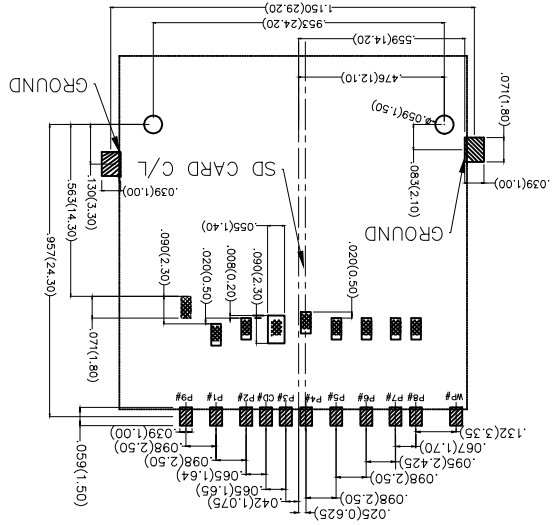 1.150(29.20)
.953(24.20)
.559(14.20)
.476(12.10)
GROUND
ø.059(1.50)
.071(1.80)
.039(1.00)
.130(3.30)
.563(14.30)
.957(24.30)
SD CARD C/L
.083(2.10)
.039(1.00)
GROUND
.055(1.40)
.090(2.30)
.020(0.50)
.008(0.20)
.090(2.30)
.020(0.50)
.071(1.80)
P9#
P1#
P2#
CD#
P3#
P4#
P5#
P6#
P7#
P8#
WP#
.059(1.50)
.039(1.00)
.098(2.50)
.098(2.50)
.065(1.64)
.065(1.65)
.042(1.075)
.132(3.35)
.067(1.70)
.095(2.425)
.098(2.50)
.098(2.50)
.025(0.625)